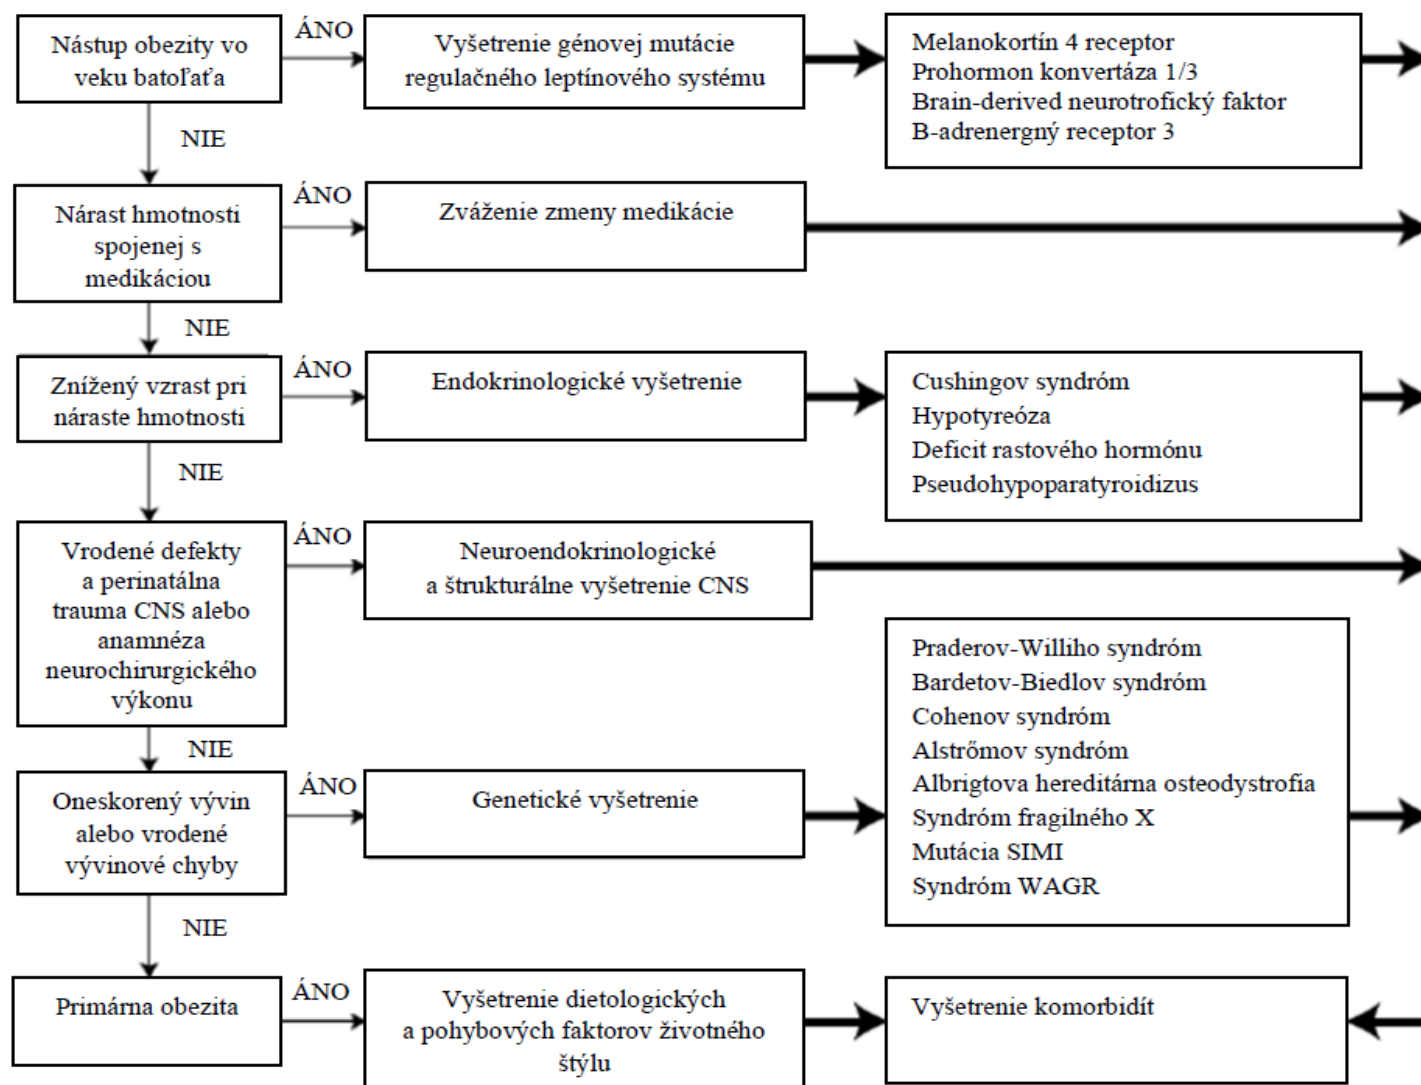 Nástup obezity vo
veku batoľaťa
ÁNO
Vyšetrenie génovej mutácie
regulačného leptínového systému
Melanokortín 4 receptor
Prohormon konvertáza 1/3
Brain-derived neurotrofický faktor
B-adrenergný receptor 3
NIE
Nárast hmotnosti
spojenej s
medikáciou
ÁNO
Zváženie zmeny medikácie
NIE
Znížený vzrast pri
náraste hmotnosti
ÁNO
Endokrinologické vyšetrenie
Cushingov syndróm
Hypotyreóza
Deficit rastového hormónu
Pseudohypoparatyroidizus
NIE
Vrodené defekty
a perinatálna
trauma CNS alebo
anamnéza
neurochirurgického
výkonu
ÁNO
Neuroendokrinologické
a štrukturálne vyšetrenie CNS
NIE
Oneskorený vývin
alebo vrodené
vývinové chyby
ÁNO
Genetické vyšetrenie
Praderov-Williho syndróm
Bardetov-Biedlov syndróm
Cohenov syndróm
Alstrőmov syndróm
Albrigtova hereditárna osteodystrofia
Syndróm fragilného X
Mutácia SIMI
Syndróm WAGR
NIE
Primárna obezita
ÁNO
Vyšetrenie dietologických
a pohybových faktorov životného
štýlu
Vyšetrenie komorbidít